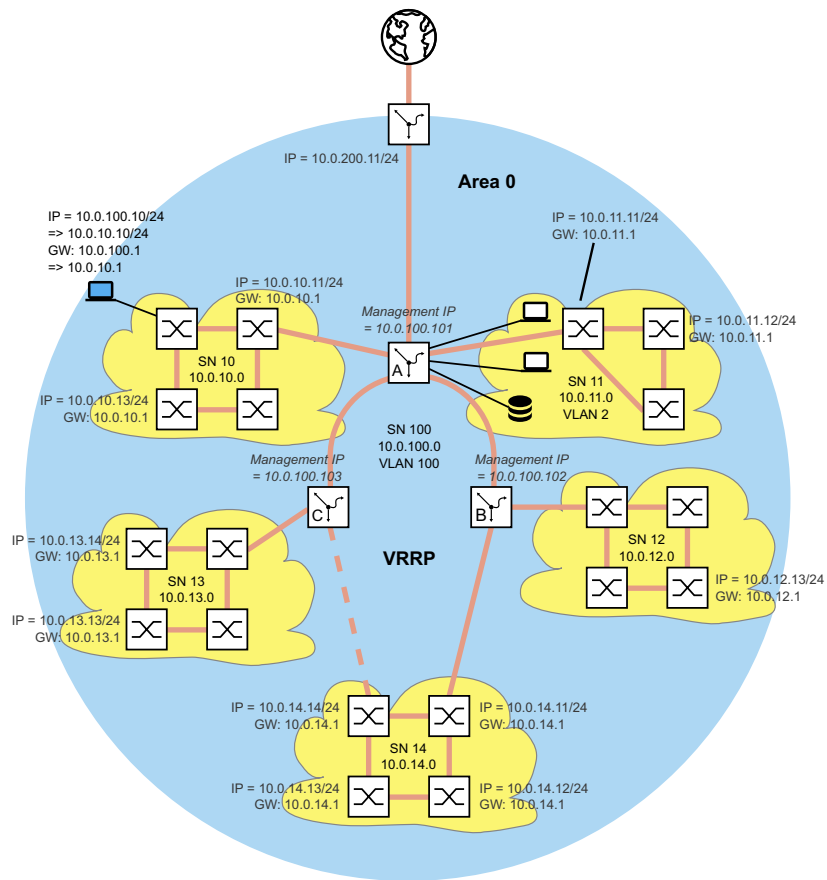 IP = 10.0.200.11/24
Area 0
IP = 10.0.100.10/24
=> 10.0.10.10/24
GW: 10.0.100.1
=> 10.0.10.1
IP = 10.0.11.11/24
GW: 10.0.11.1
IP = 10.0.10.11/24
GW: 10.0.10.1
Management IP
= 10.0.100.101
IP = 10.0.11.12/24
GW: 10.0.11.1
SN 10
10.0.10.0
A
SN 11
10.0.11.0
VLAN 2
IP = 10.0.10.13/24
GW: 10.0.10.1
SN 100
10.0.100.0
VLAN 100
Management IP
= 10.0.100.103
Management IP
= 10.0.100.102
C
B
IP = 10.0.13.14/24
GW: 10.0.13.1
SN 12
10.0.12.0
VRRP
SN 13
10.0.13.0
IP = 10.0.12.13/24
GW: 10.0.12.1
IP = 10.0.13.13/24
GW: 10.0.13.1
IP = 10.0.14.14/24
GW: 10.0.14.1
IP = 10.0.14.11/24
GW: 10.0.14.1
SN 14
10.0.14.0
IP = 10.0.14.13/24
GW: 10.0.14.1
IP = 10.0.14.12/24
GW: 10.0.14.1